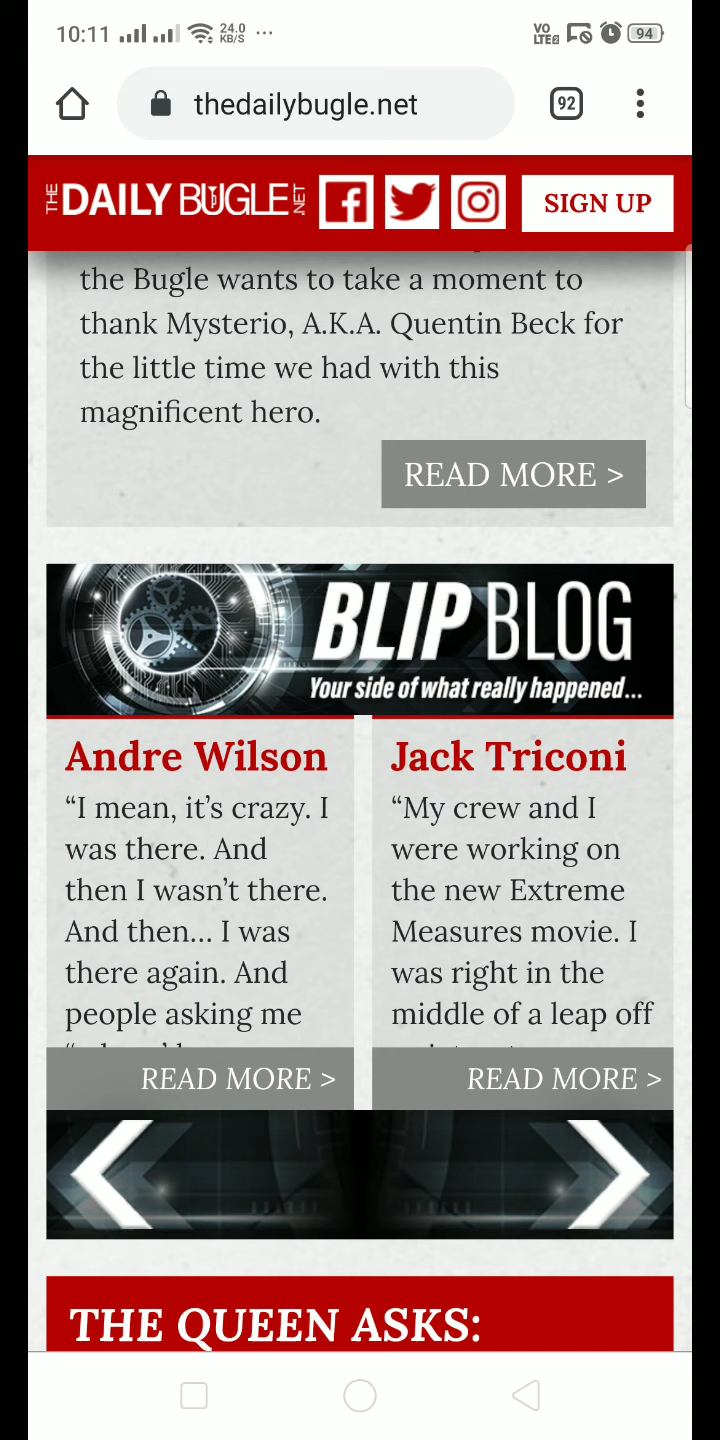 10:11
24.0
KB/S
VO
LTE2
94
thedailybugle.net
92
THE DAILY BUGLE .NET
SIGN UP
the Bugle wants to take a moment to
thank Mysterio, A.K.A. Quentin Beck for
the little time we had with this
magnificent hero.
READ MORE >
BLIP BLOG
Your side of what really happened...
Andre Wilson
“I mean, it’s crazy. I
was there. And
then I wasn’t there.
And then... I was
there again. And
people asking me
READ MORE >
Jack Triconi
“My crew and I
were working on
the new Extreme
Measures movie. I
was right in the
middle of a leap off
READ MORE >
THE QUEEN ASKS: